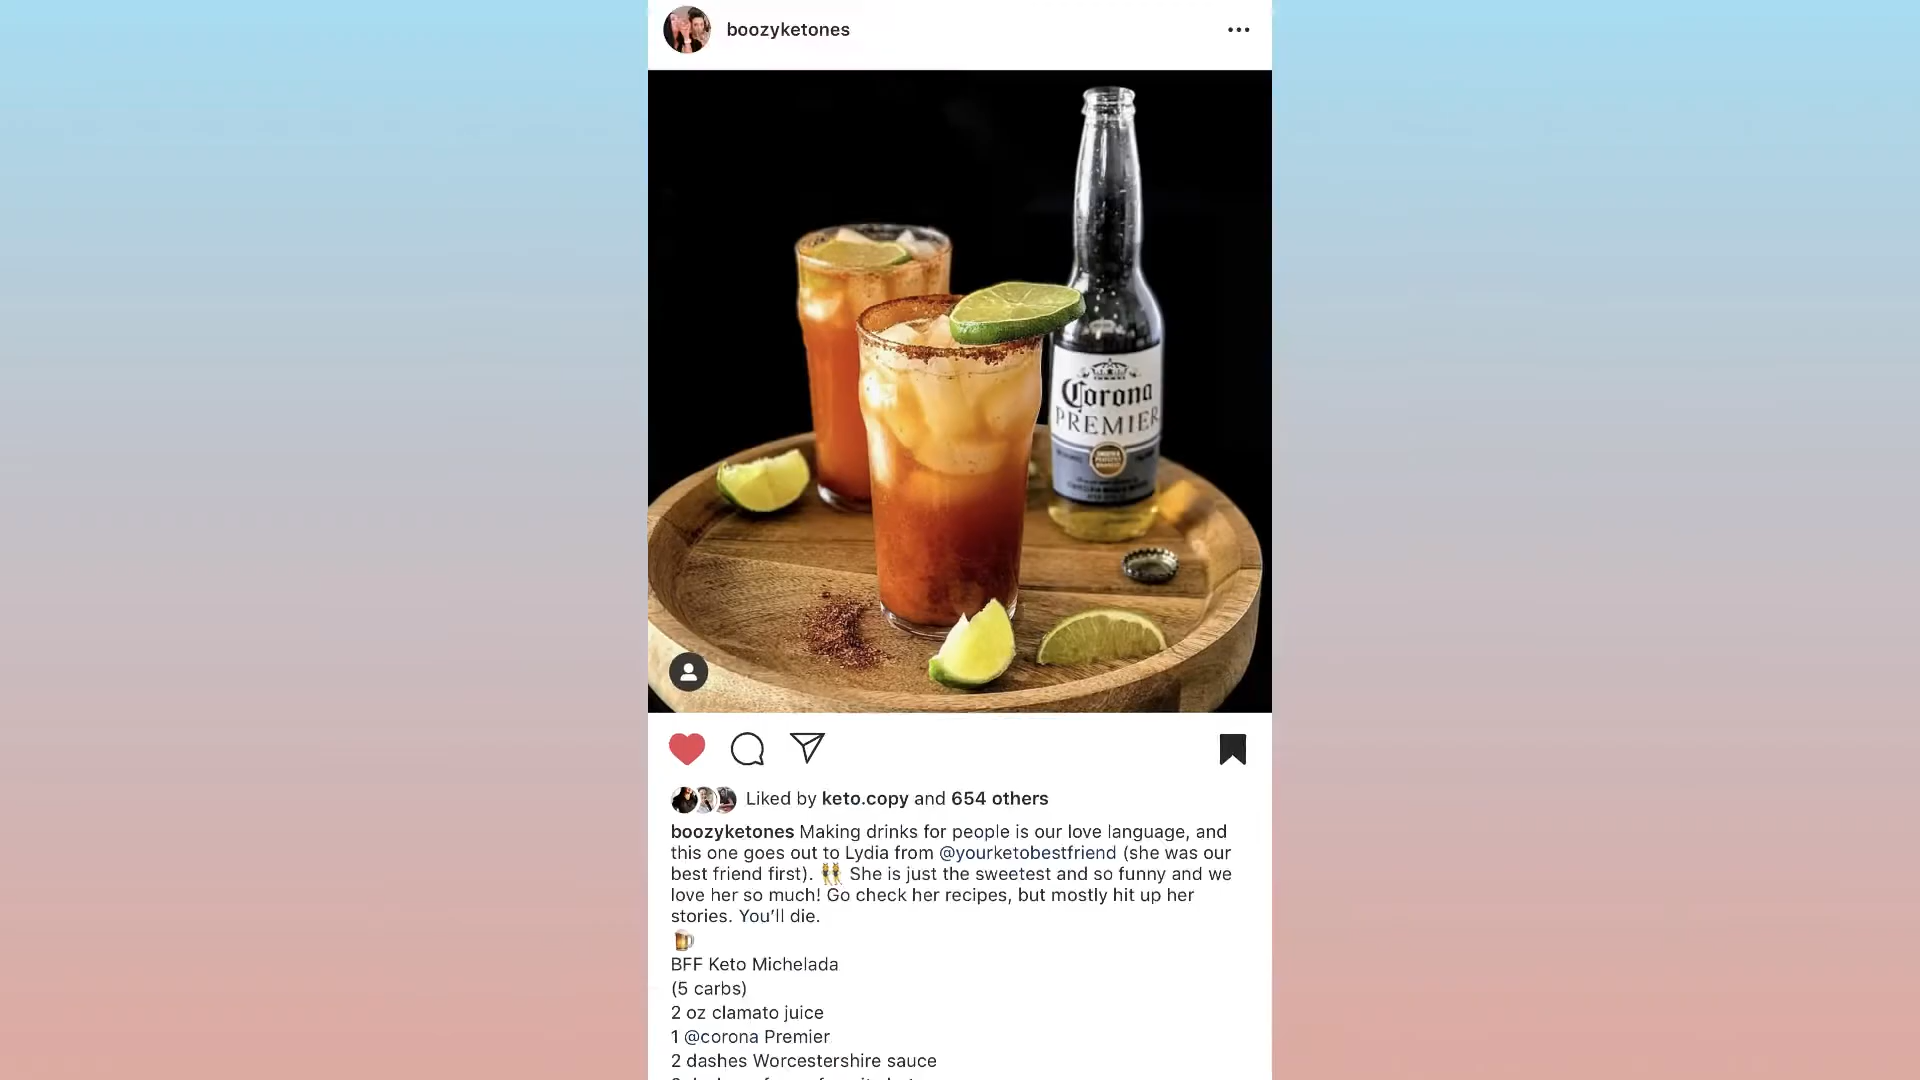 boozyketones
Corona
PREMIER
Liked by keto.copy and 654 others
boozyketones Making drinks for people is our love language, and
this one goes out to Lydia from @yourketobestfriend (she was our
best friend first). 👯 She is just the sweetest and so funny and we
love her so much! Go check her recipes, but mostly hit up her
stories. You’ll die.
🍺
BFF Keto Michelada
(5 carbs)
2 oz clamato juice
1 @corona Premier
2 dashes Worcestershire sauce